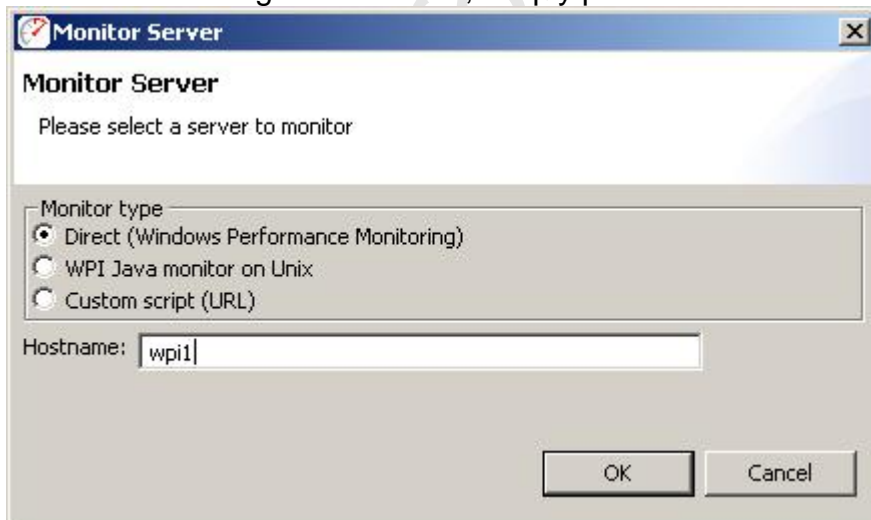 Monitor Server
Monitor Server
Please select a server to monitor
Monitor type
Direct (Windows Performance Monitoring)
WPI Java monitor on Unix
Custom script (URL)
Hostname: wpi1
OK Cancel